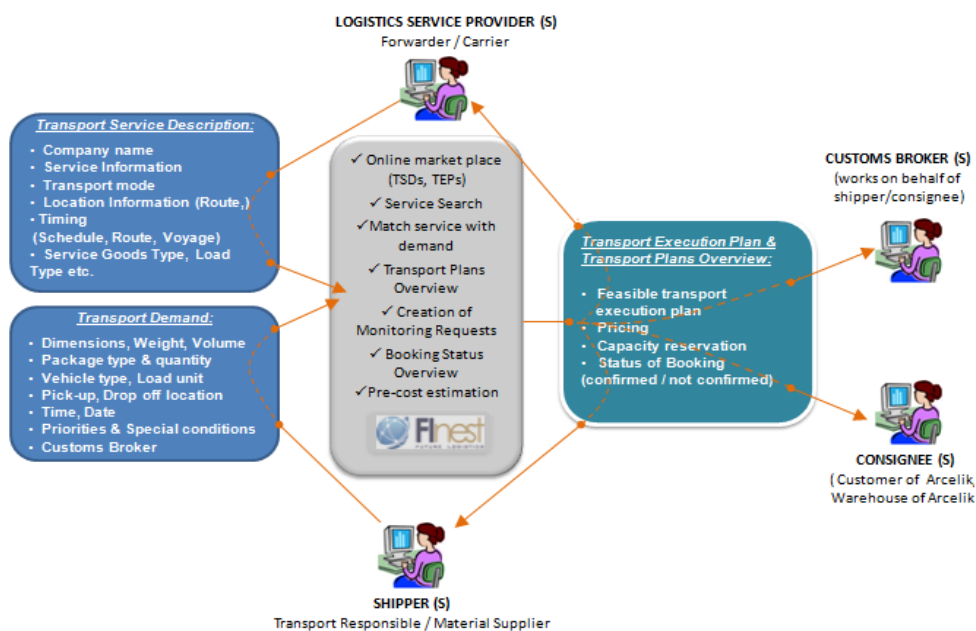 LOGISTICS SERVICE PROVIDER (S)
Forwarder / Carrier
Transport Service Description:
• Company name
• Service Information
• Transport mode
• Location Information (Route,)
• Timing
(Schedule, Route, Voyage)
• Service Goods Type, Load
Type etc.
Transport Demand:
• Dimensions, Weight, Volume
• Package type & quantity
• Vehicle type, Load unit
• Pick-up, Drop off location
• Time, Date
• Priorities & Special conditions
• Customs Broker
✓ Online market place
(TSDs, TEPs)
✓ Service Search
✓ Match service with
demand
✓ Transport Plans
Overview
✓ Creation of
Monitoring Requests
✓ Booking Status
Overview
✓ Pre-cost estimation
FInest
FUTURE LOGISTICS
Transport Execution Plan &
Transport Plans Overview:
• Feasible transport
execution plan
• Pricing
• Capacity reservation
• Status of Booking
(confirmed / not confirmed)
CUSTOMS BROKER (S)
(works on behalf of
shipper/consignee)
CONSIGNEE (S)
( Customer of Arcelik,
Warehouse of Arcelik
SHIPPER (S)
Transport Responsible / Material Supplier